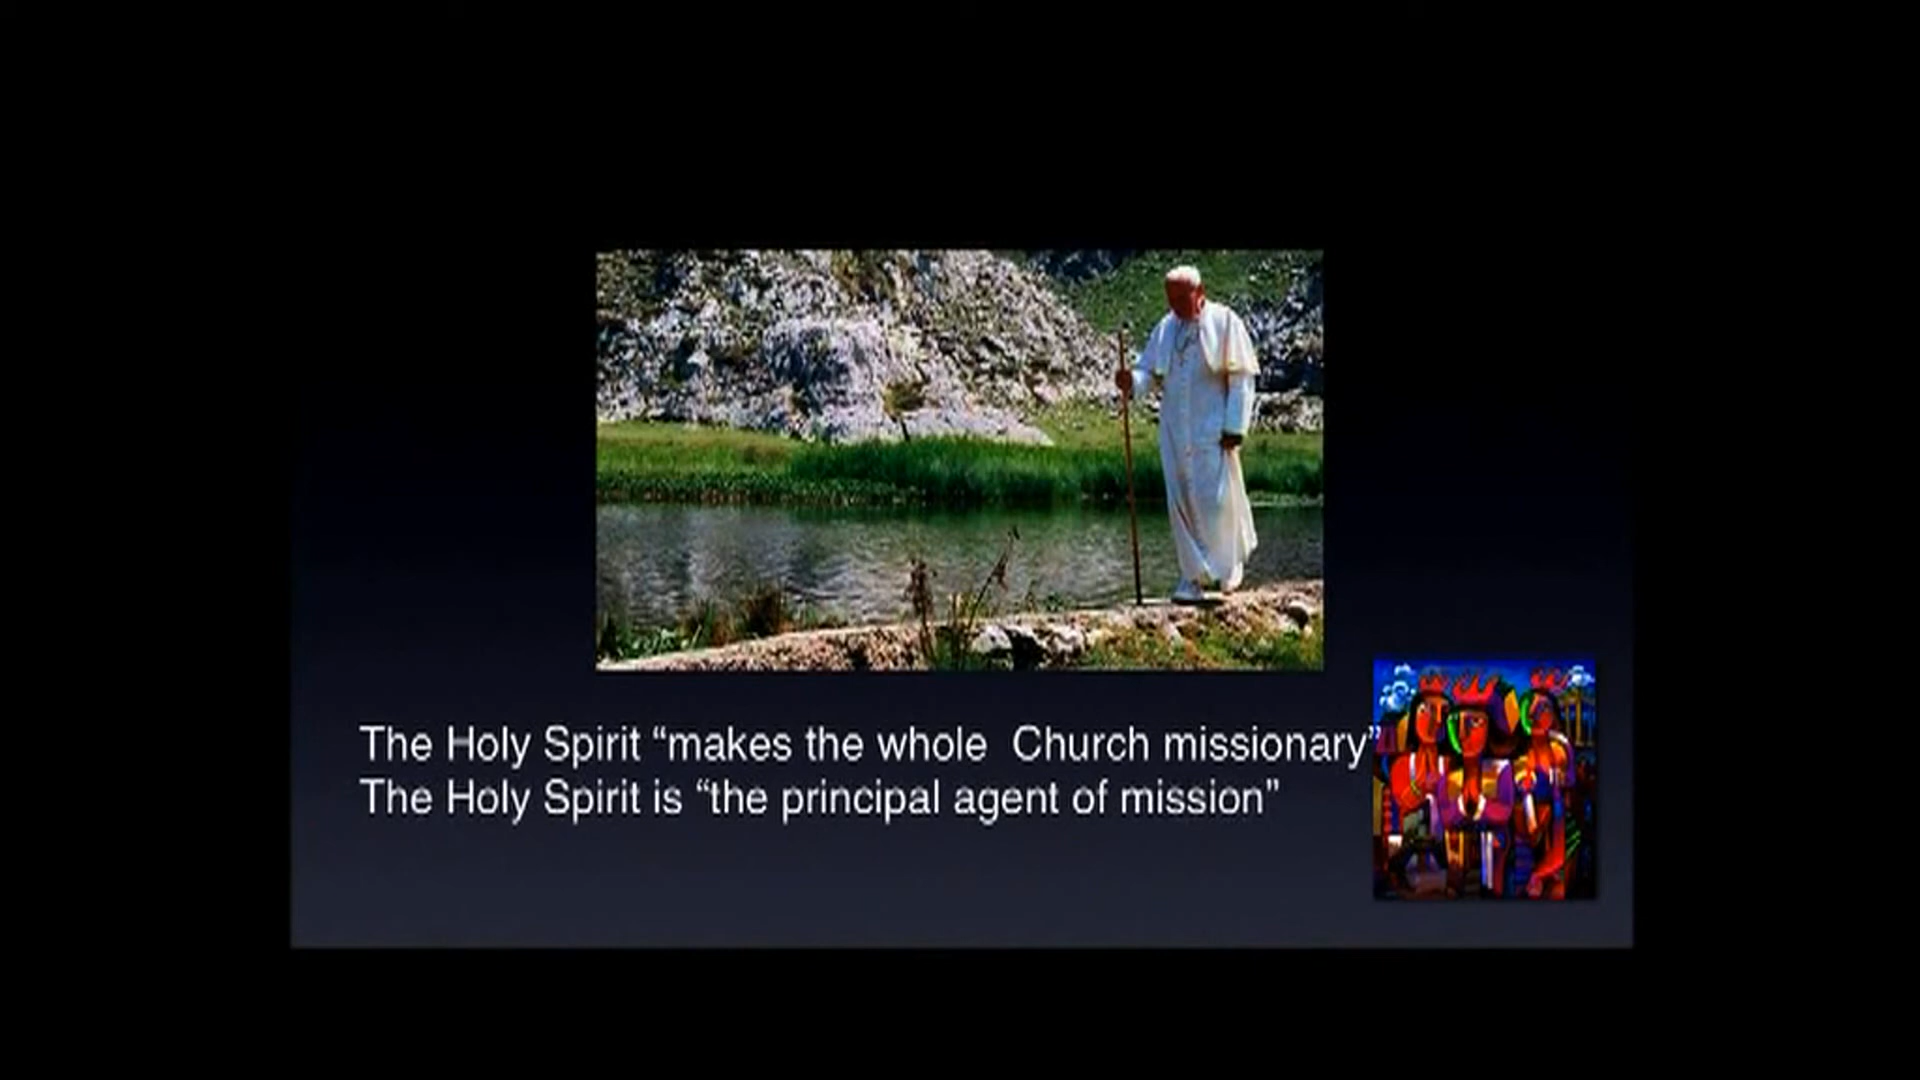 The Holy Spirit “makes the whole  Church missionary”
The Holy Spirit is “the principal agent of mission”